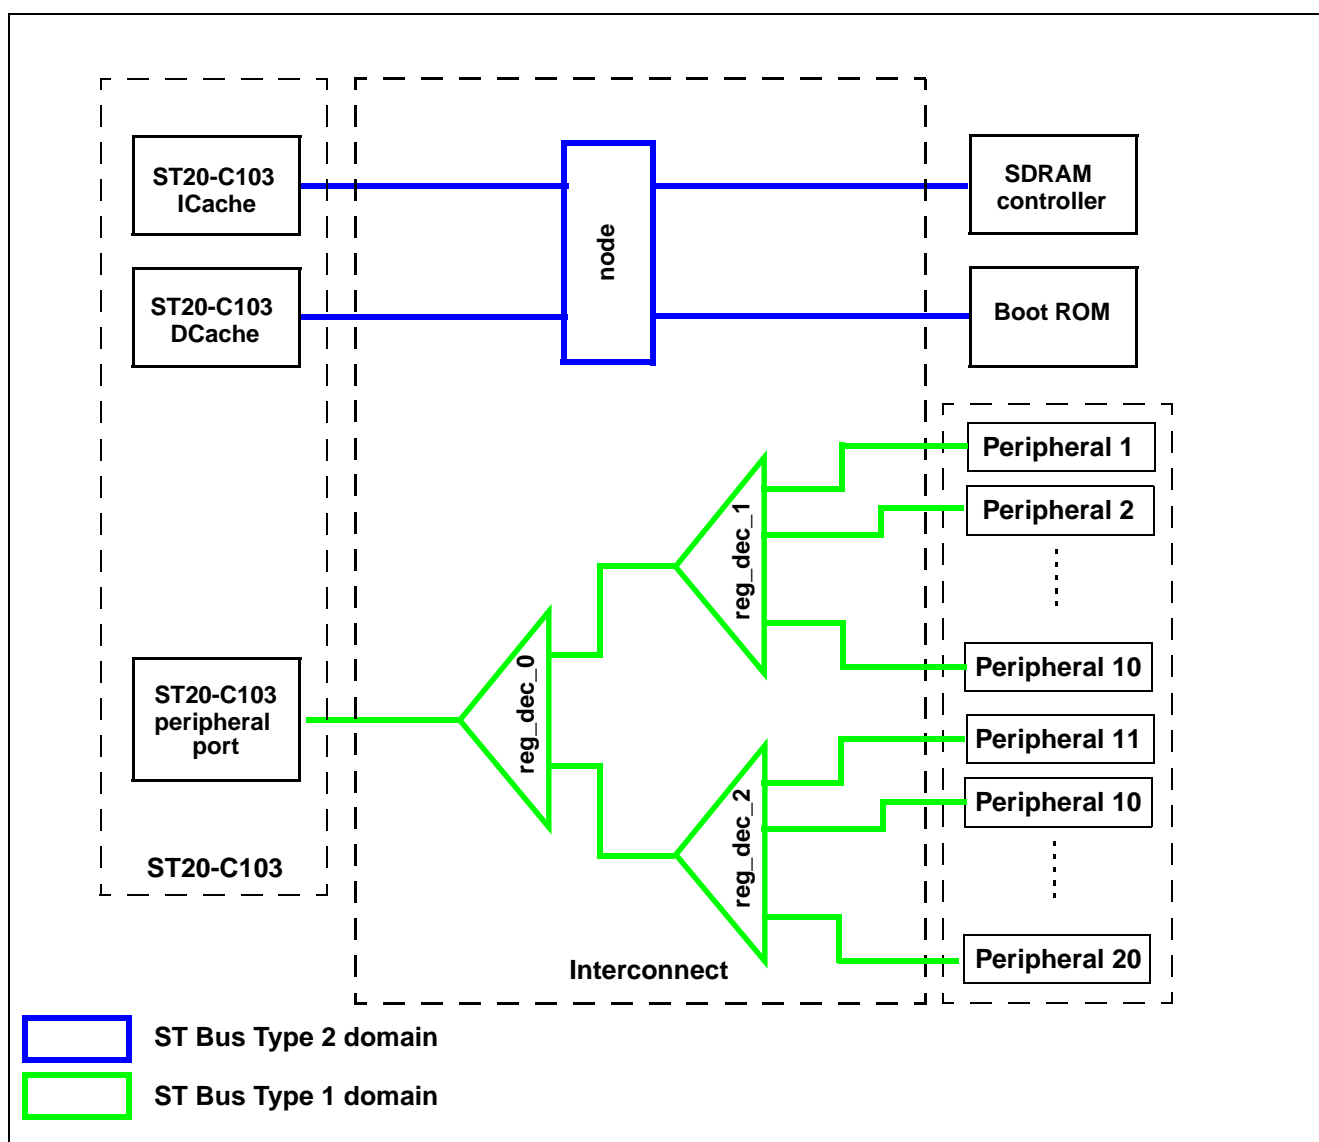 ST20-C103
ICache
ST20-C103
DCache
node
SDRAM
controller
Boot ROM
Peripheral 1
Peripheral 2
reg_dec_1
Peripheral 10
ST20-C103
peripheral
port
reg_dec_0
Peripheral 11
Peripheral 10
reg_dec_2
Peripheral 20
ST20-C103
Interconnect
ST Bus Type 2 domain
ST Bus Type 1 domain